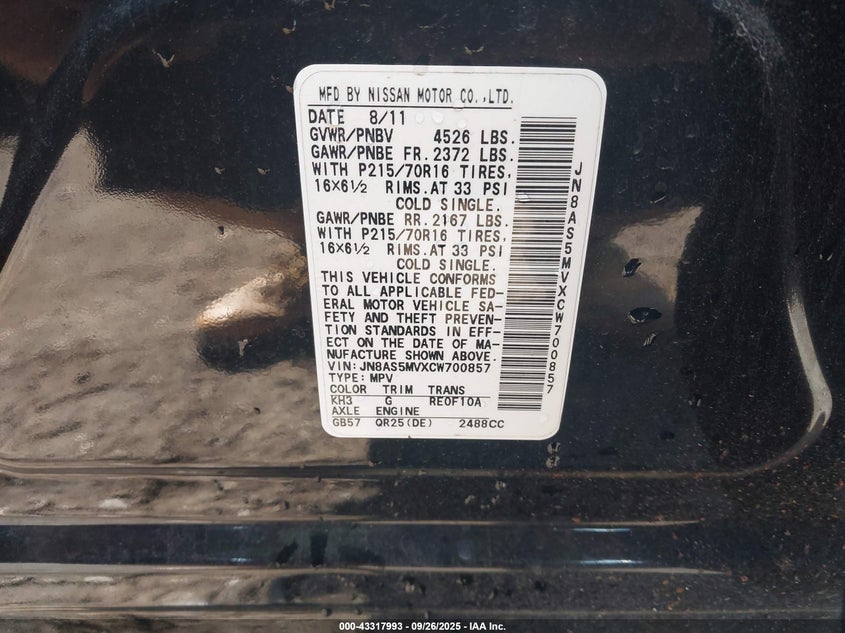 MFD BY NISSAN MOTOR CO.,LTD.
DATE 8/11
GVWR/PNBV 4526 LBS.
GAWR/PNBE FR. 2372 LBS.
WITH P215/70R16 TIRES,
16X6½ RIMS.AT 33 PSI
COLD SINGLE.
GAWR/PNBE RR. 2167 LBS.
WITH P215/70R16 TIRES,
16X6½ RIMS.AT 33 PSI
COLD SINGLE.
THIS VEHICLE CONFORMS
TO ALL APPLICABLE FED-
ERAL MOTOR VEHICLE SA-
FETY AND THEFT PREVEN-
TION STANDARDS IN EFF-
ECT ON THE DATE OF MA-
NUFACTURE SHOWN ABOVE.
VIN:JN8AS5MVXCW700857
TYPE: MPV
COLOR TRIM TRANS
KH3 G RE0F10A
AXLE ENGINE
GB57 QR25(DE) 2488CC
JN8AS5MVXCW700857
000-43317993 - 09/26/2025 - IAA Inc.